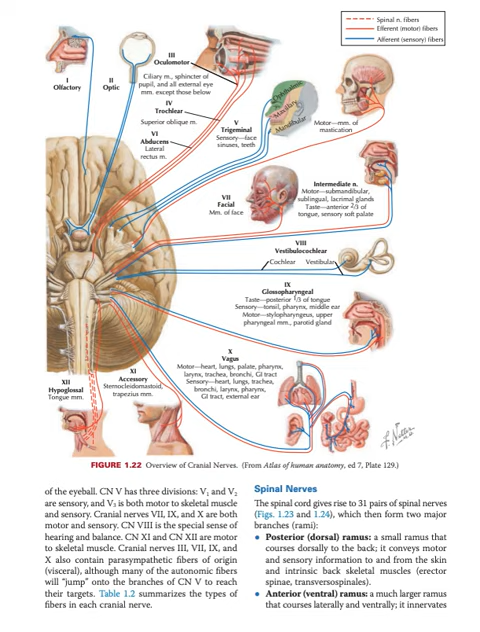 Spinal n. fibers
Efferent (motor) fibers
Afferent (sensory) fibers
I
Olfactory
II
Optic
III
Oculomotor
Ciliary m., sphincter of
pupil, and all external eye
mm. except those below
IV
Trochlear
Superior oblique m.
VI
Abducens
Lateral
rectus m.
V
Trigeminal
Sensory—face
sinuses, teeth
Ophthalmic
Maxillary
Mandibular
Motor—mm. of
mastication
VII
Facial
Mm. of face
Intermediate n.
Motor—submandibular,
sublingual, lacrimal glands
Taste—anterior 2/3 of
tongue, sensory soft palate
VIII
Vestibulocochlear
Cochlear Vestibular
IX
Glossopharyngeal
Taste—posterior 1/3 of tongue
Sensory—tonsil, pharynx, middle ear
Motor—stylopharyngeus, upper
pharyngeal mm., parotid gland
X
Vagus
Motor—heart, lungs, palate, pharynx,
larynx, trachea, bronchi, GI tract
Sensory—heart, lungs, trachea,
bronchi, larynx, pharynx,
GI tract, external ear
XI
Accessory
Sternocleidomastoid,
trapezius mm.
XII
Hypoglossal
Tongue mm.
F. Netter
FIGURE 1.22 Overview of Cranial Nerves. (From Atlas of human anatomy, ed 7, Plate 129.)
of the eyeball. CN V has three divisions: V1 and V2
are sensory, and V3 is both motor to skeletal muscle
and sensory. Cranial nerves VII, IX, and X are both
motor and sensory. CN VIII is the special sense of
hearing and balance. CN XI and CN XII are motor
to skeletal muscle. Cranial nerves III, VII, IX, and
X also contain parasympathetic fibers of origin
(visceral), although many of the autonomic fibers
will “jump” onto the branches of CN V to reach
their targets. Table 1.2 summarizes the types of
fibers in each cranial nerve.
Spinal Nerves
The spinal cord gives rise to 31 pairs of spinal nerves
(Figs. 1.23 and 1.24), which then form two major
branches (rami):
• Posterior (dorsal) ramus: a small ramus that
courses dorsally to the back; it conveys motor
and sensory information to and from the skin
and intrinsic back skeletal muscles (erector
spinae, transversospinales).
• Anterior (ventral) ramus: a much larger ramus
that courses laterally and ventrally; it innervates